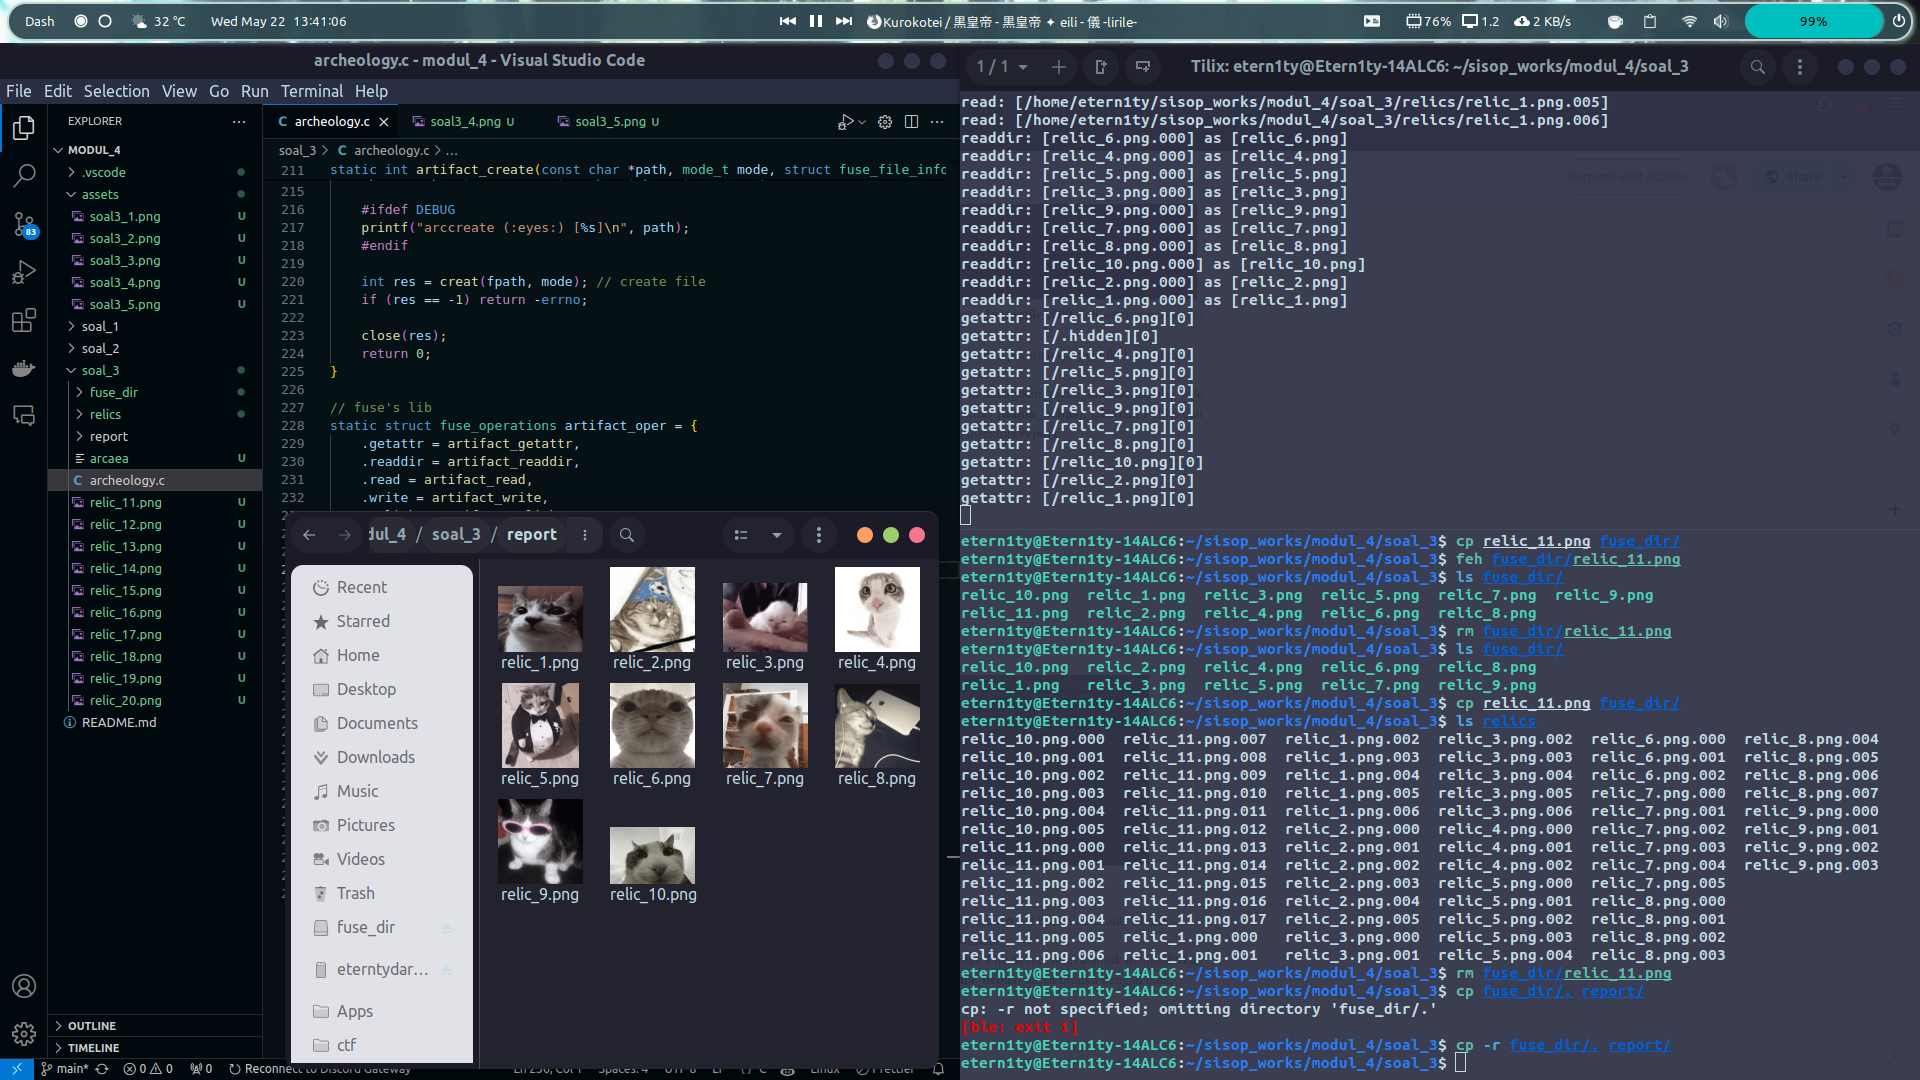 Dash
32 °C
Wed May 22 13:41:06
Kurokotei / 黒皇帝 - 黒皇帝 ✦ eili - 儀 -lirile-
76%
1.2
2 KB/s
99%
archeology.c - modul_4 - Visual Studio Code
File Edit Selection View Go Run Terminal Help
EXPLORER
MODUL_4
.vscode
assets
soal3_1.png U
soal3_2.png U
soal3_3.png U
soal3_4.png U
soal3_5.png U
soal_1
soal_2
soal_3
fuse_dir
relics
report
arcaea U
archeology.c
relic_11.png U
relic_12.png U
relic_13.png U
relic_14.png U
relic_15.png U
relic_16.png U
relic_17.png U
relic_18.png U
relic_19.png U
relic_20.png U
README.md
OUTLINE
TIMELINE
83
C archeology.c
soal3_4.png U
soal3_5.png U
soal_3 > C archeology.c > ...
211 static int artifact_create(const char *path, mode_t mode, struct fuse_file_info
215
216 #ifdef DEBUG
217 printf("arccreate (:eyes:) [%s]\n", path);
218 #endif
219
220 int res = creat(fpath, mode); // create file
221 if (res == -1) return -errno;
222
223 close(res);
224 return 0;
225 }
226
227 // fuse's lib
228 static struct fuse_operations artifact_oper = {
229 .getattr = artifact_getattr,
230 .readdir = artifact_readdir,
231 .read = artifact_read,
232 .write = artifact_write,
dul_4 / soal_3 / report
Recent
Starred
Home
Desktop
Documents
Downloads
Music
Pictures
Videos
Trash
fuse_dir
eterntydar...
Apps
ctf
relic_1.png relic_2.png relic_3.png relic_4.png
relic_5.png relic_6.png relic_7.png relic_8.png
relic_9.png relic_10.png
main*
0 0
0
Reconnect to Discord Gateway
1 / 1
Tilix: etern1ty@Etern1ty-14ALC6: ~/sisop_works/modul_4/soal_3
read: [/home/etern1ty/sisop_works/modul_4/soal_3/relics/relic_1.png.005]
read: [/home/etern1ty/sisop_works/modul_4/soal_3/relics/relic_1.png.006]
readdir: [relic_6.png.000] as [relic_6.png]
readdir: [relic_4.png.000] as [relic_4.png]
readdir: [relic_5.png.000] as [relic_5.png]
readdir: [relic_3.png.000] as [relic_3.png]
readdir: [relic_9.png.000] as [relic_9.png]
readdir: [relic_7.png.000] as [relic_7.png]
readdir: [relic_8.png.000] as [relic_8.png]
readdir: [relic_10.png.000] as [relic_10.png]
readdir: [relic_2.png.000] as [relic_2.png]
readdir: [relic_1.png.000] as [relic_1.png]
getattr: [/relic_6.png][0]
getattr: [/.hidden][0]
getattr: [/relic_4.png][0]
getattr: [/relic_5.png][0]
getattr: [/relic_3.png][0]
getattr: [/relic_9.png][0]
getattr: [/relic_7.png][0]
getattr: [/relic_8.png][0]
getattr: [/relic_10.png][0]
getattr: [/relic_2.png][0]
getattr: [/relic_1.png][0]
Request edit access
Share
etern1ty@Etern1ty-14ALC6:~/sisop_works/modul_4/soal_3$ cp relic_11.png fuse_dir/
etern1ty@Etern1ty-14ALC6:~/sisop_works/modul_4/soal_3$ feh fuse_dir/relic_11.png
etern1ty@Etern1ty-14ALC6:~/sisop_works/modul_4/soal_3$ ls fuse_dir/
relic_10.png relic_1.png relic_3.png relic_5.png relic_7.png relic_9.png
relic_11.png relic_2.png relic_4.png relic_6.png relic_8.png
etern1ty@Etern1ty-14ALC6:~/sisop_works/modul_4/soal_3$ rm fuse_dir/relic_11.png
etern1ty@Etern1ty-14ALC6:~/sisop_works/modul_4/soal_3$ ls fuse_dir/
relic_10.png relic_2.png relic_4.png relic_6.png relic_8.png
relic_1.png relic_3.png relic_5.png relic_7.png relic_9.png
etern1ty@Etern1ty-14ALC6:~/sisop_works/modul_4/soal_3$ cp relic_11.png fuse_dir/
etern1ty@Etern1ty-14ALC6:~/sisop_works/modul_4/soal_3$ ls relics
relic_10.png.000 relic_11.png.007 relic_1.png.002 relic_3.png.002 relic_6.png.000 relic_8.png.004
relic_10.png.001 relic_11.png.008 relic_1.png.003 relic_3.png.003 relic_6.png.001 relic_8.png.005
relic_10.png.002 relic_11.png.009 relic_1.png.004 relic_3.png.004 relic_6.png.002 relic_8.png.006
relic_10.png.003 relic_11.png.010 relic_1.png.005 relic_3.png.005 relic_7.png.000 relic_8.png.007
relic_10.png.004 relic_11.png.011 relic_1.png.006 relic_3.png.006 relic_7.png.001 relic_9.png.000
relic_10.png.005 relic_11.png.012 relic_2.png.000 relic_4.png.000 relic_7.png.002 relic_9.png.001
relic_11.png.000 relic_11.png.013 relic_2.png.001 relic_4.png.001 relic_7.png.003 relic_9.png.002
relic_11.png.001 relic_11.png.014 relic_2.png.002 relic_4.png.002 relic_7.png.004 relic_9.png.003
relic_11.png.002 relic_11.png.015 relic_2.png.003 relic_5.png.000 relic_7.png.005
relic_11.png.003 relic_11.png.016 relic_2.png.004 relic_5.png.001 relic_8.png.000
relic_11.png.004 relic_11.png.017 relic_2.png.005 relic_5.png.002 relic_8.png.001
relic_11.png.005 relic_1.png.000 relic_3.png.000 relic_5.png.003 relic_8.png.002
relic_11.png.006 relic_1.png.001 relic_3.png.001 relic_5.png.004 relic_8.png.003
etern1ty@Etern1ty-14ALC6:~/sisop_works/modul_4/soal_3$ rm fuse_dir/relic_11.png
etern1ty@Etern1ty-14ALC6:~/sisop_works/modul_4/soal_3$ cp fuse_dir/. report/
cp: -r not specified; omitting directory 'fuse_dir/.'
[ble: exit 1]
etern1ty@Etern1ty-14ALC6:~/sisop_works/modul_4/soal_3$ cp -r fuse_dir/. report/
etern1ty@Etern1ty-14ALC6:~/sisop_works/modul_4/soal_3$